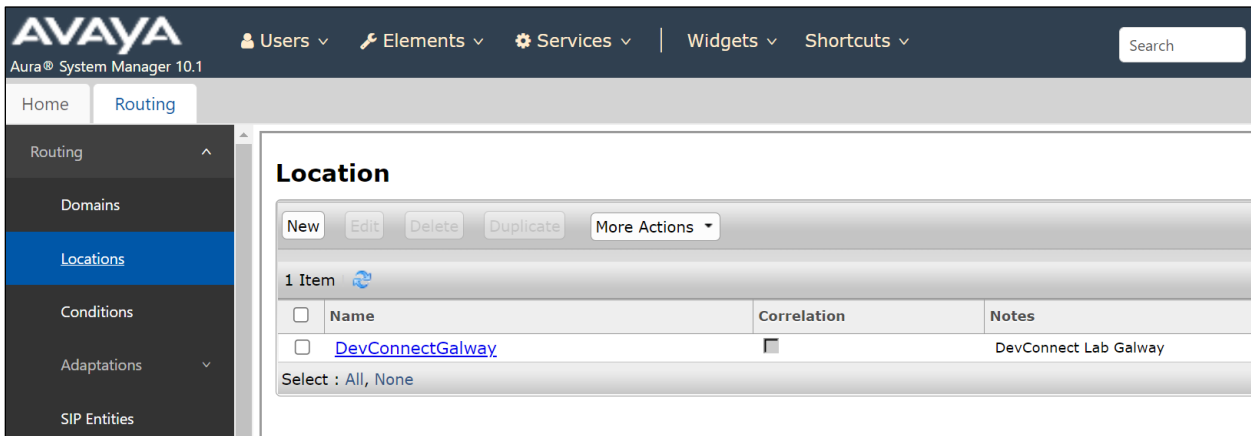 AVAYA
Aura® System Manager 10.1
Users
Elements
Services
Widgets
Shortcuts
Search
Home
Routing
Routing
Domains
Locations
Conditions
Adaptations
SIP Entities
Location
New
Edit
Delete
Duplicate
More Actions
1 Item
Name
Correlation
Notes
DevConnectGalway
DevConnect Lab Galway
Select : All, None